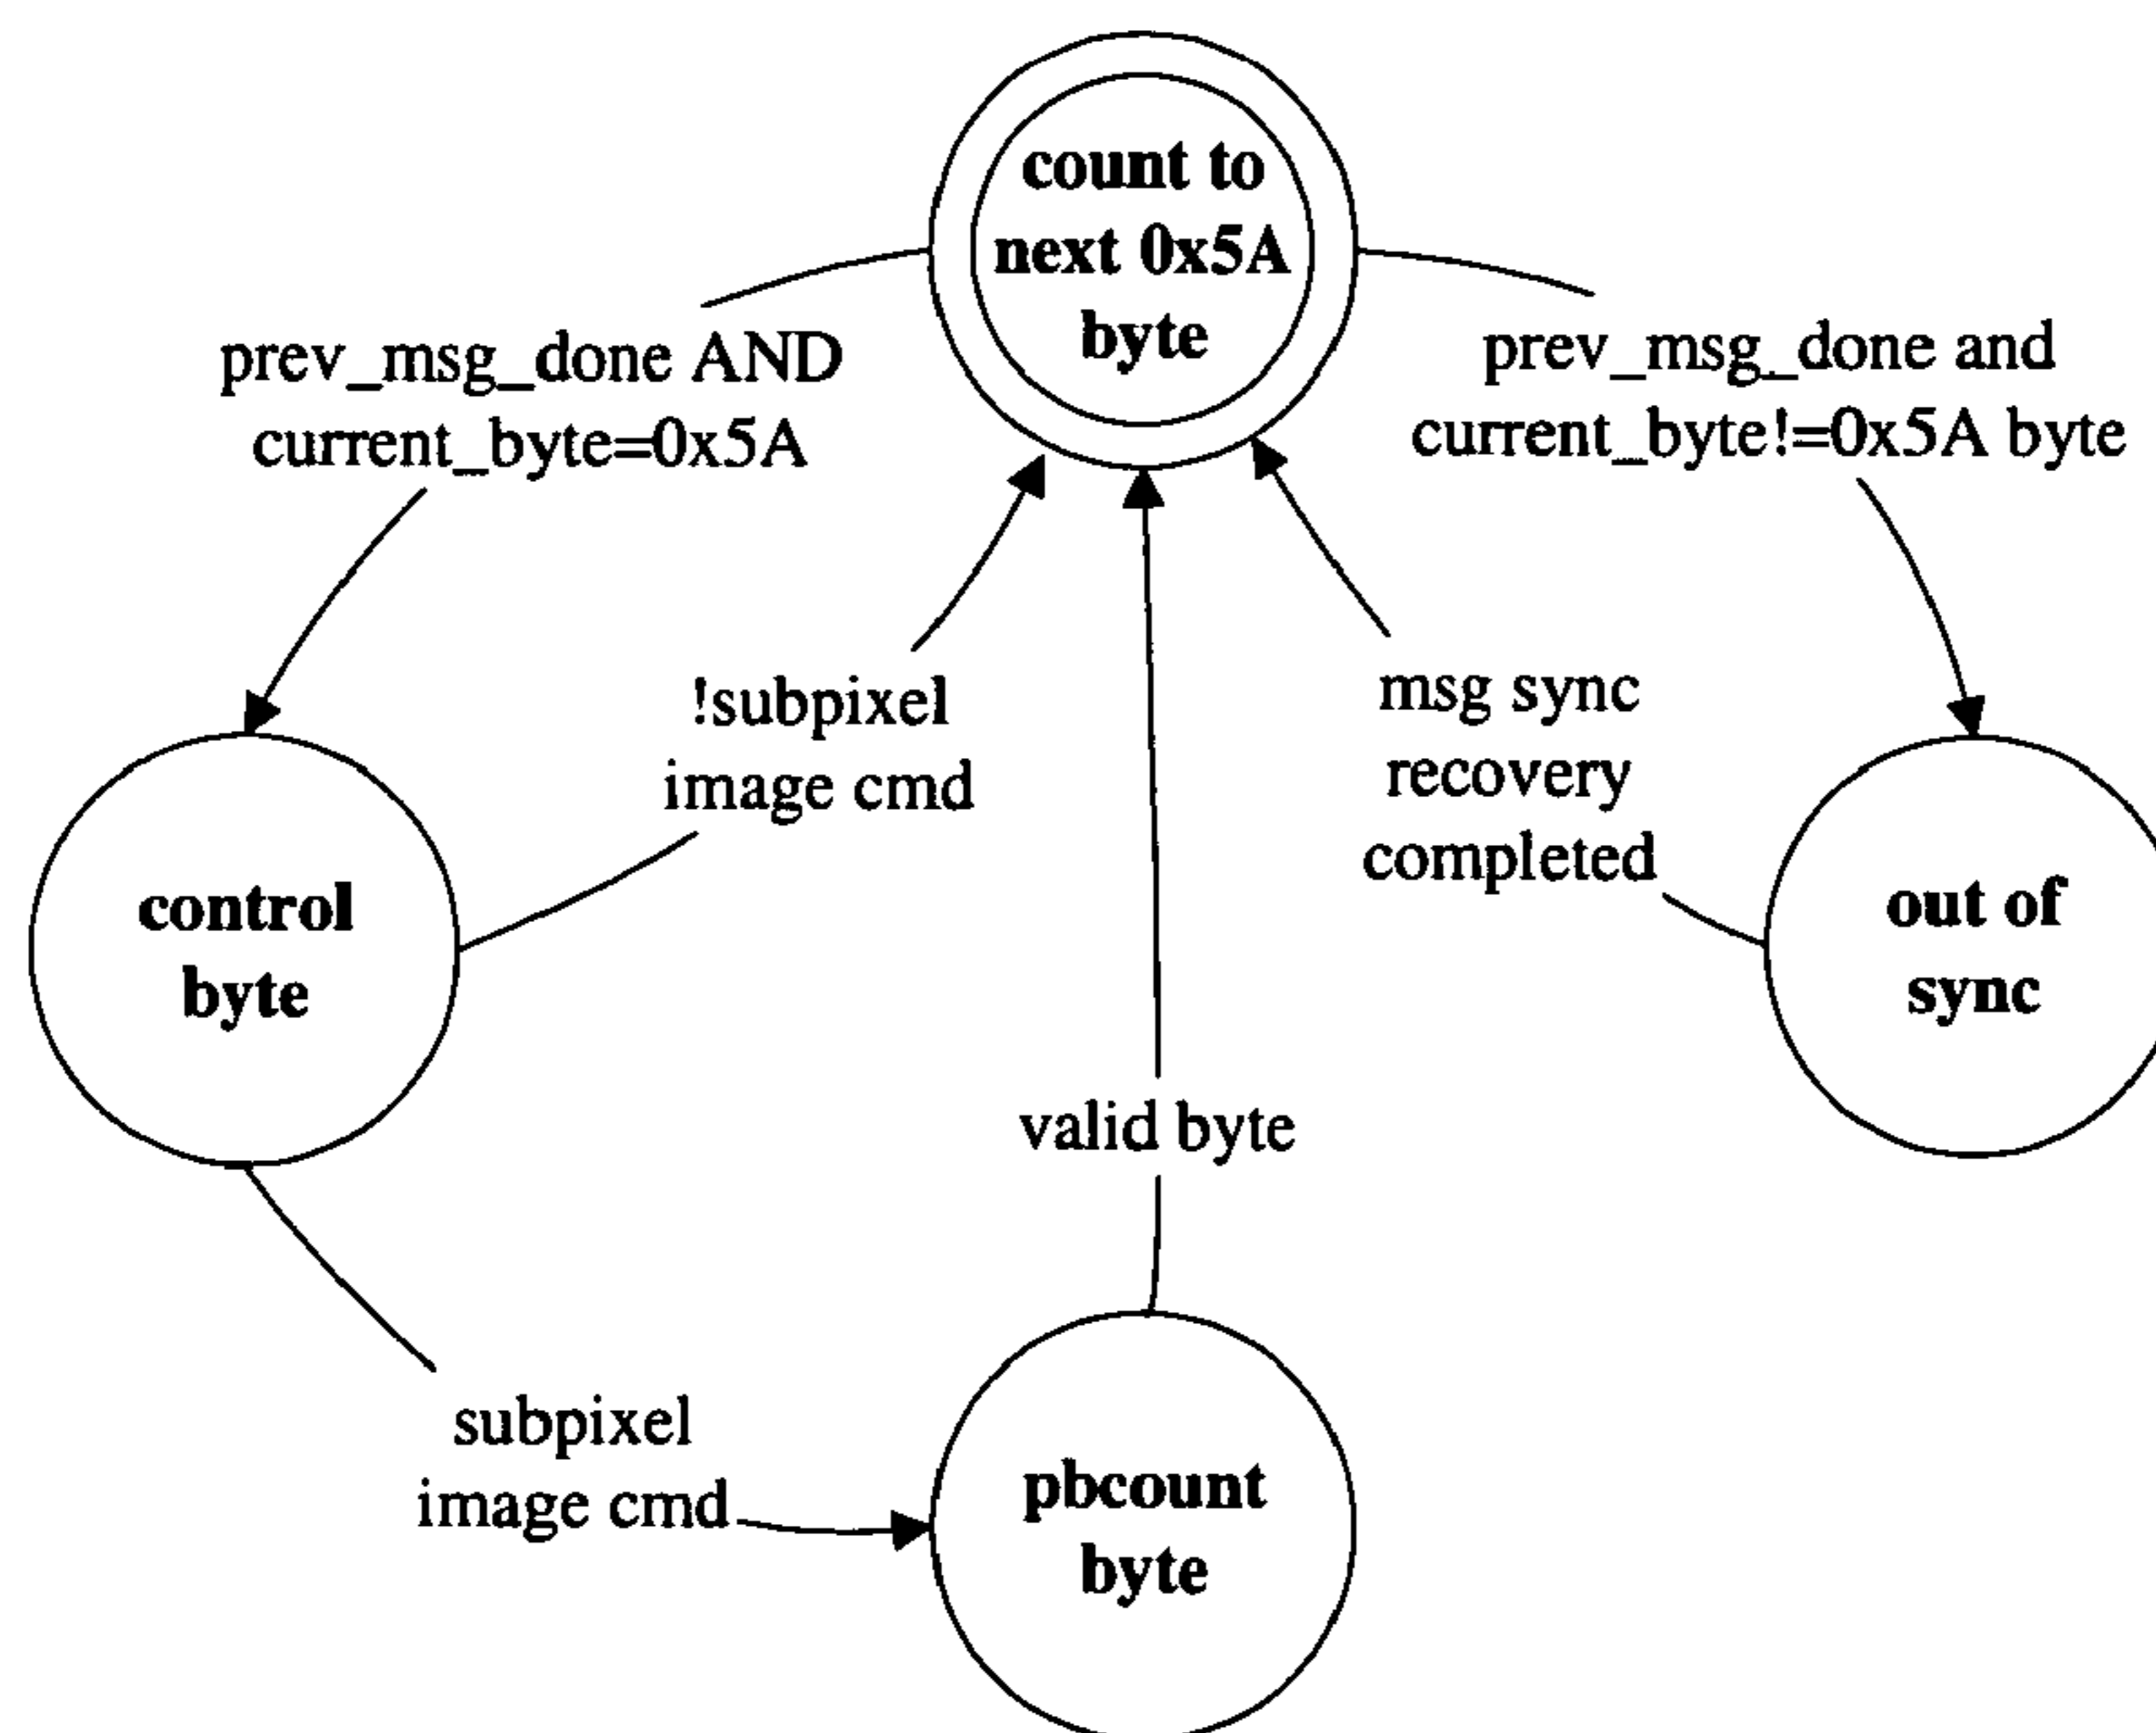 count to
next 0x5A
byte
prev_msg_done AND
current_byte=0x5A
prev_msg_done and
current_byte!=0x5A byte
!subpixel
image cmd
msg sync
recovery
completed
control
byte
out of
sync
valid byte
subpixel
image cmd
pbcount
byte